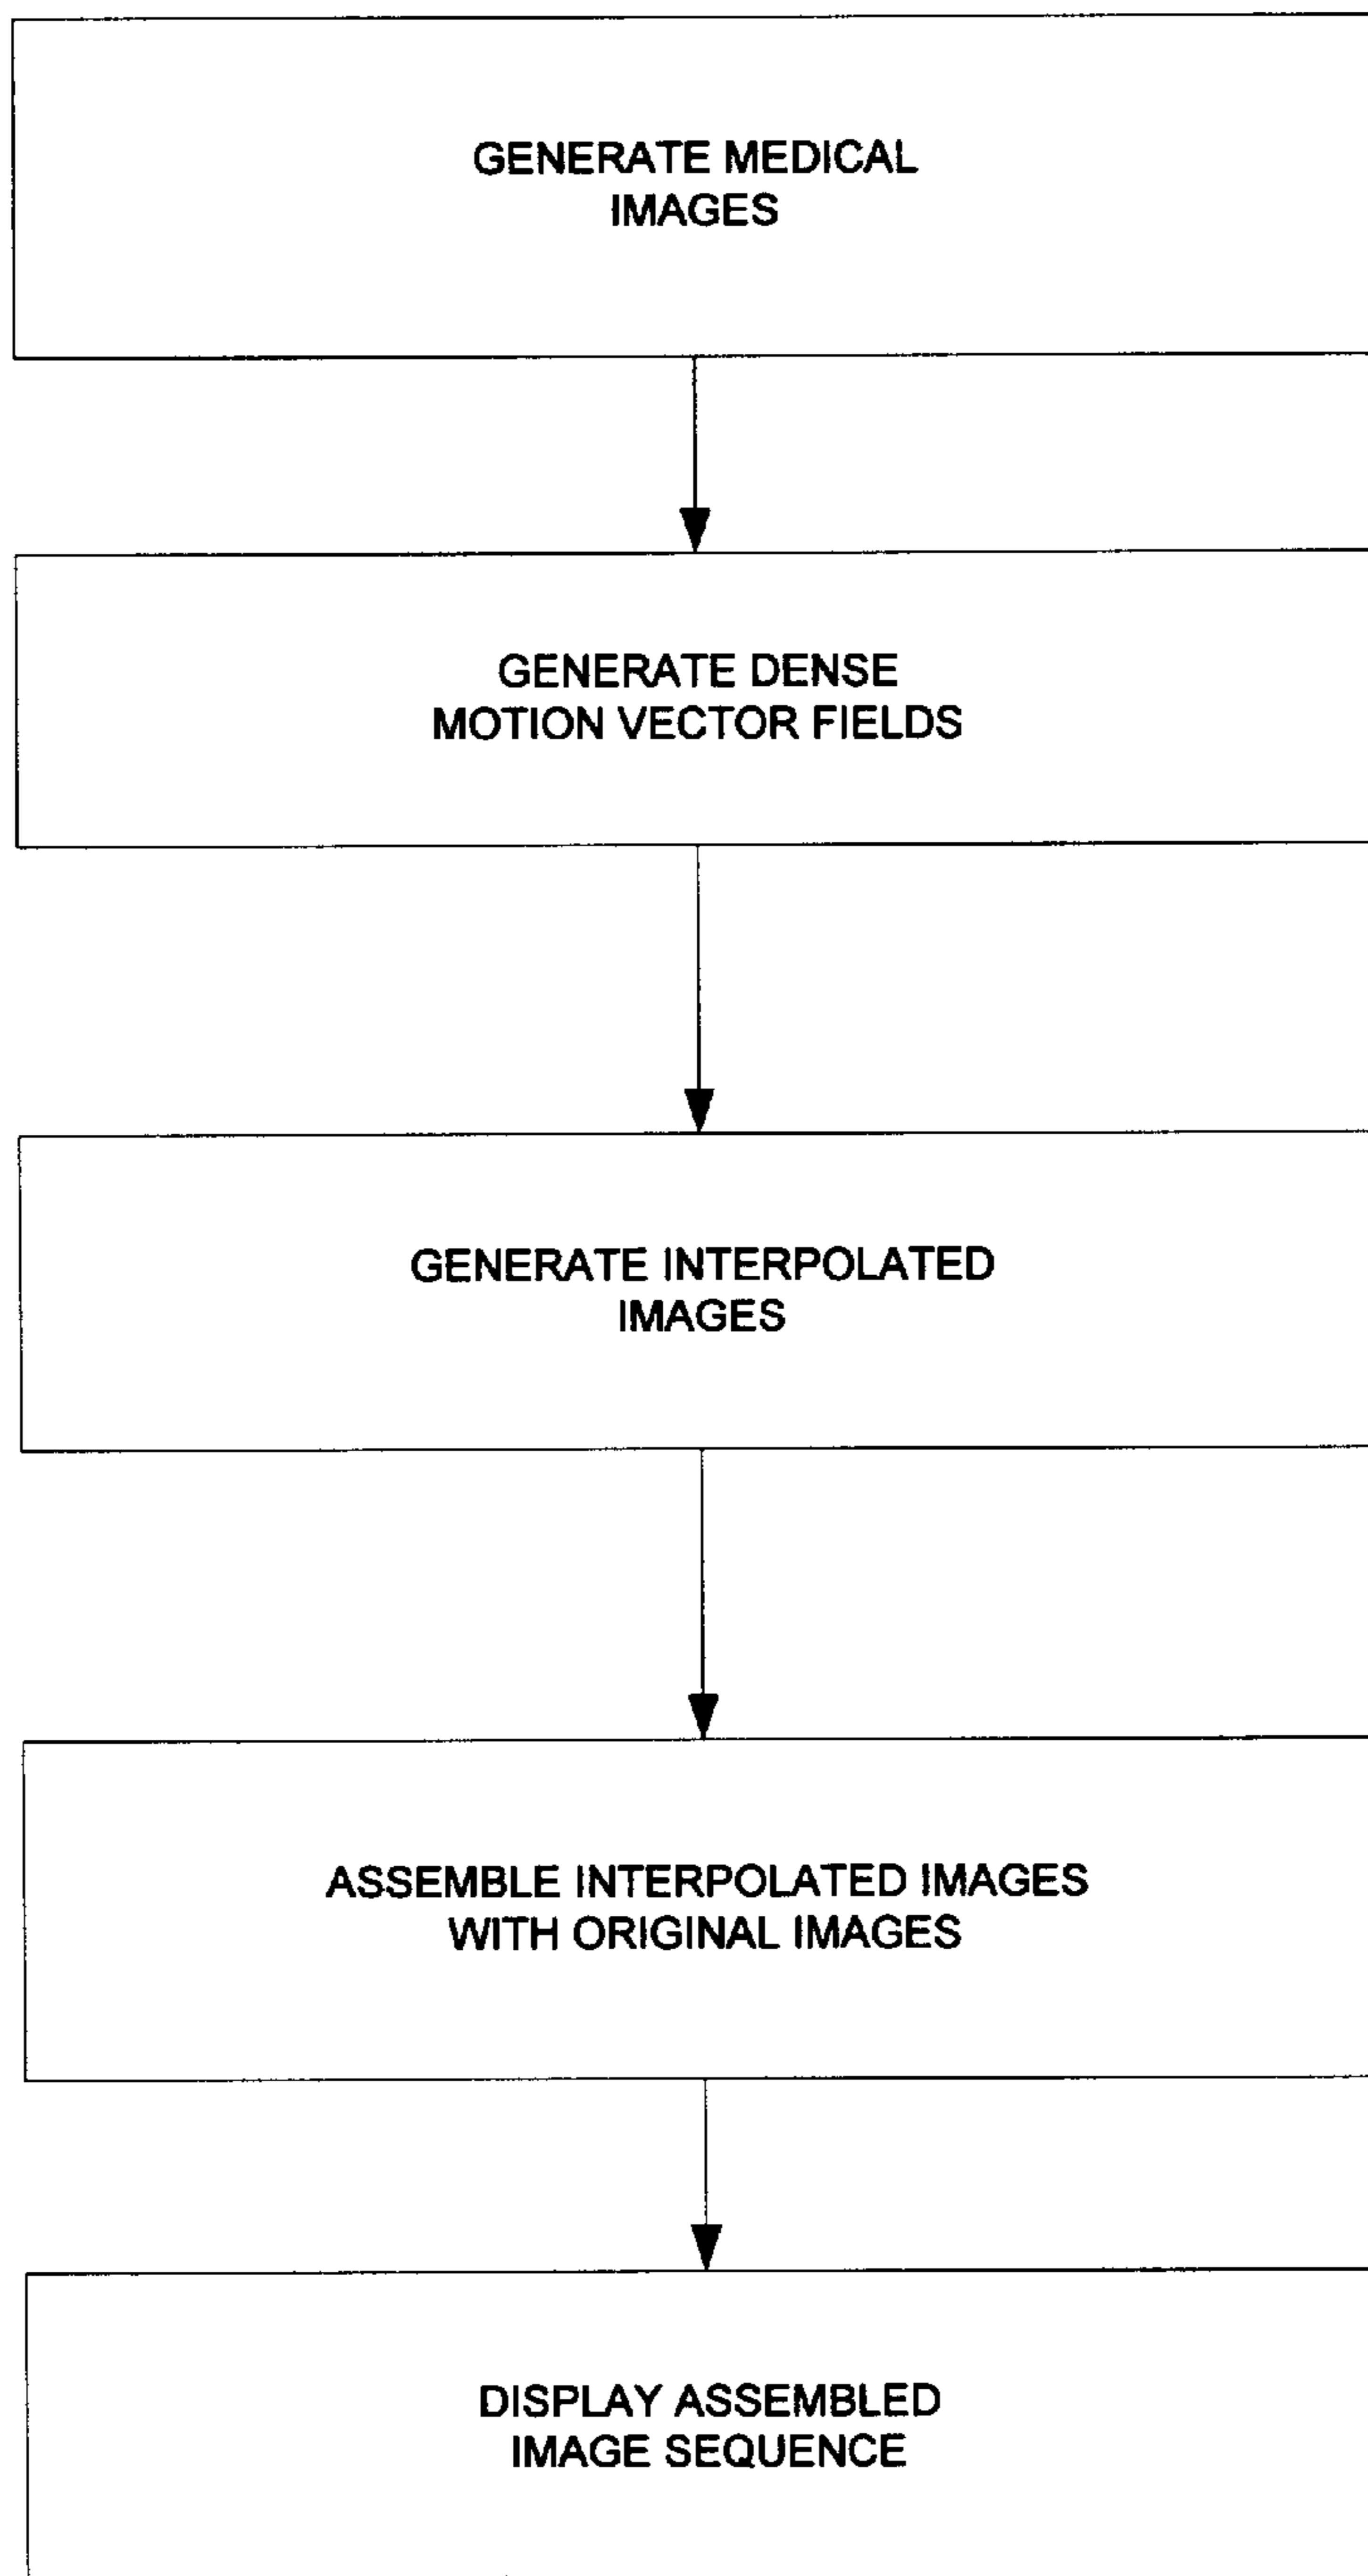 GENERATE MEDICAL
IMAGES
GENERATE DENSE
MOTION VECTOR FIELDS
GENERATE INTERPOLATED
IMAGES
ASSEMBLE INTERPOLATED IMAGES
WITH ORIGINAL IMAGES
DISPLAY ASSEMBLED
IMAGE SEQUENCE